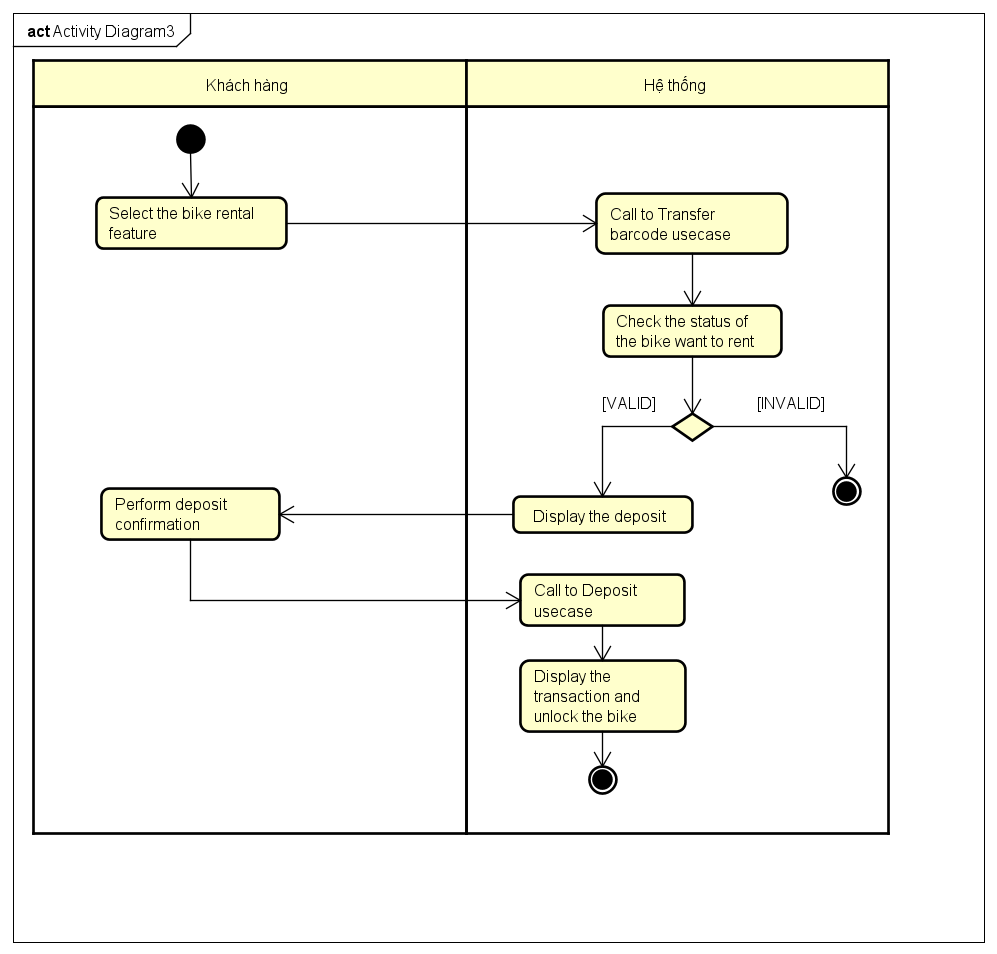 act Activity Diagram3
Khách hàng
Hệ thống
Select the bike rental
feature
Call to Transfer
barcode usecase
Check the status of
the bike want to rent
[VALID]
[INVALID]
Perform deposit
confirmation
Display the deposit
Call to Deposit
usecase
Display the
transaction and
unlock the bike